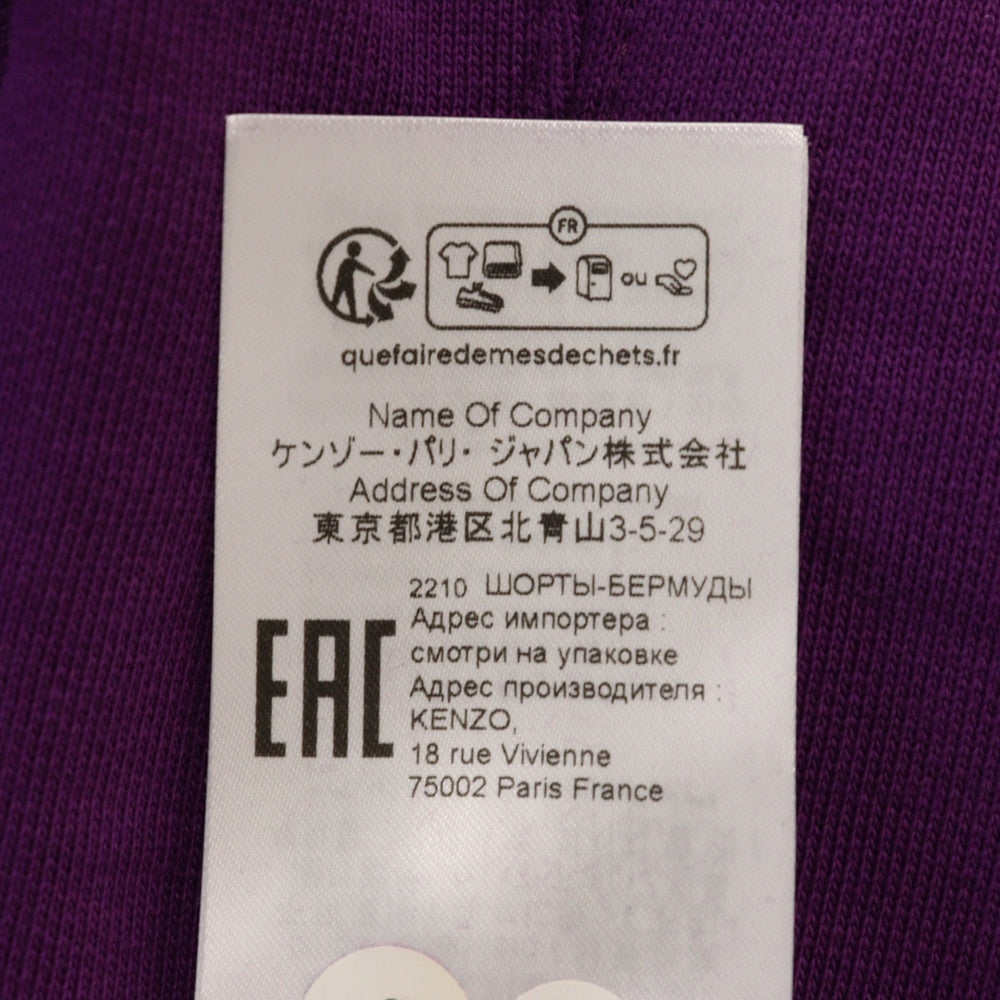 FR
ou
quefairedemesdechets.fr
Name Of Company
ケンゾー・パリ・ ジャパン株式会社
Address Of Company
東京都港区北青山3-5-29
2210 ШОРТЫ-БЕРМУДЫ
Адрес импортера :
смотри на упаковке
Адрес производителя :
EAC
KENZO,
18 rue Vivienne
75002 Paris France